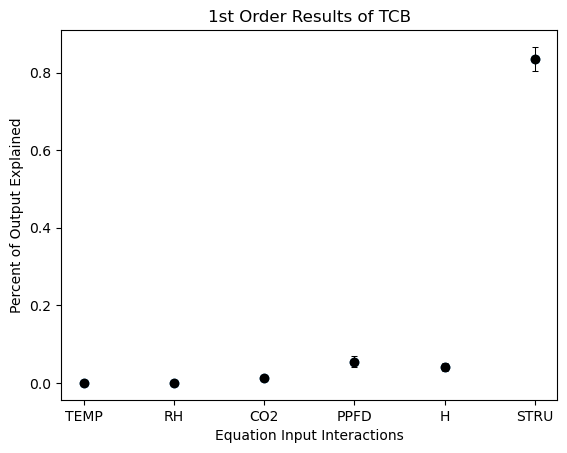 1st Order Results of TCB
Percent of Output Explained
0.8
0.6
0.4
0.2
0.0
TEMP RH CO2 PPFD H STRU
Equation Input Interactions